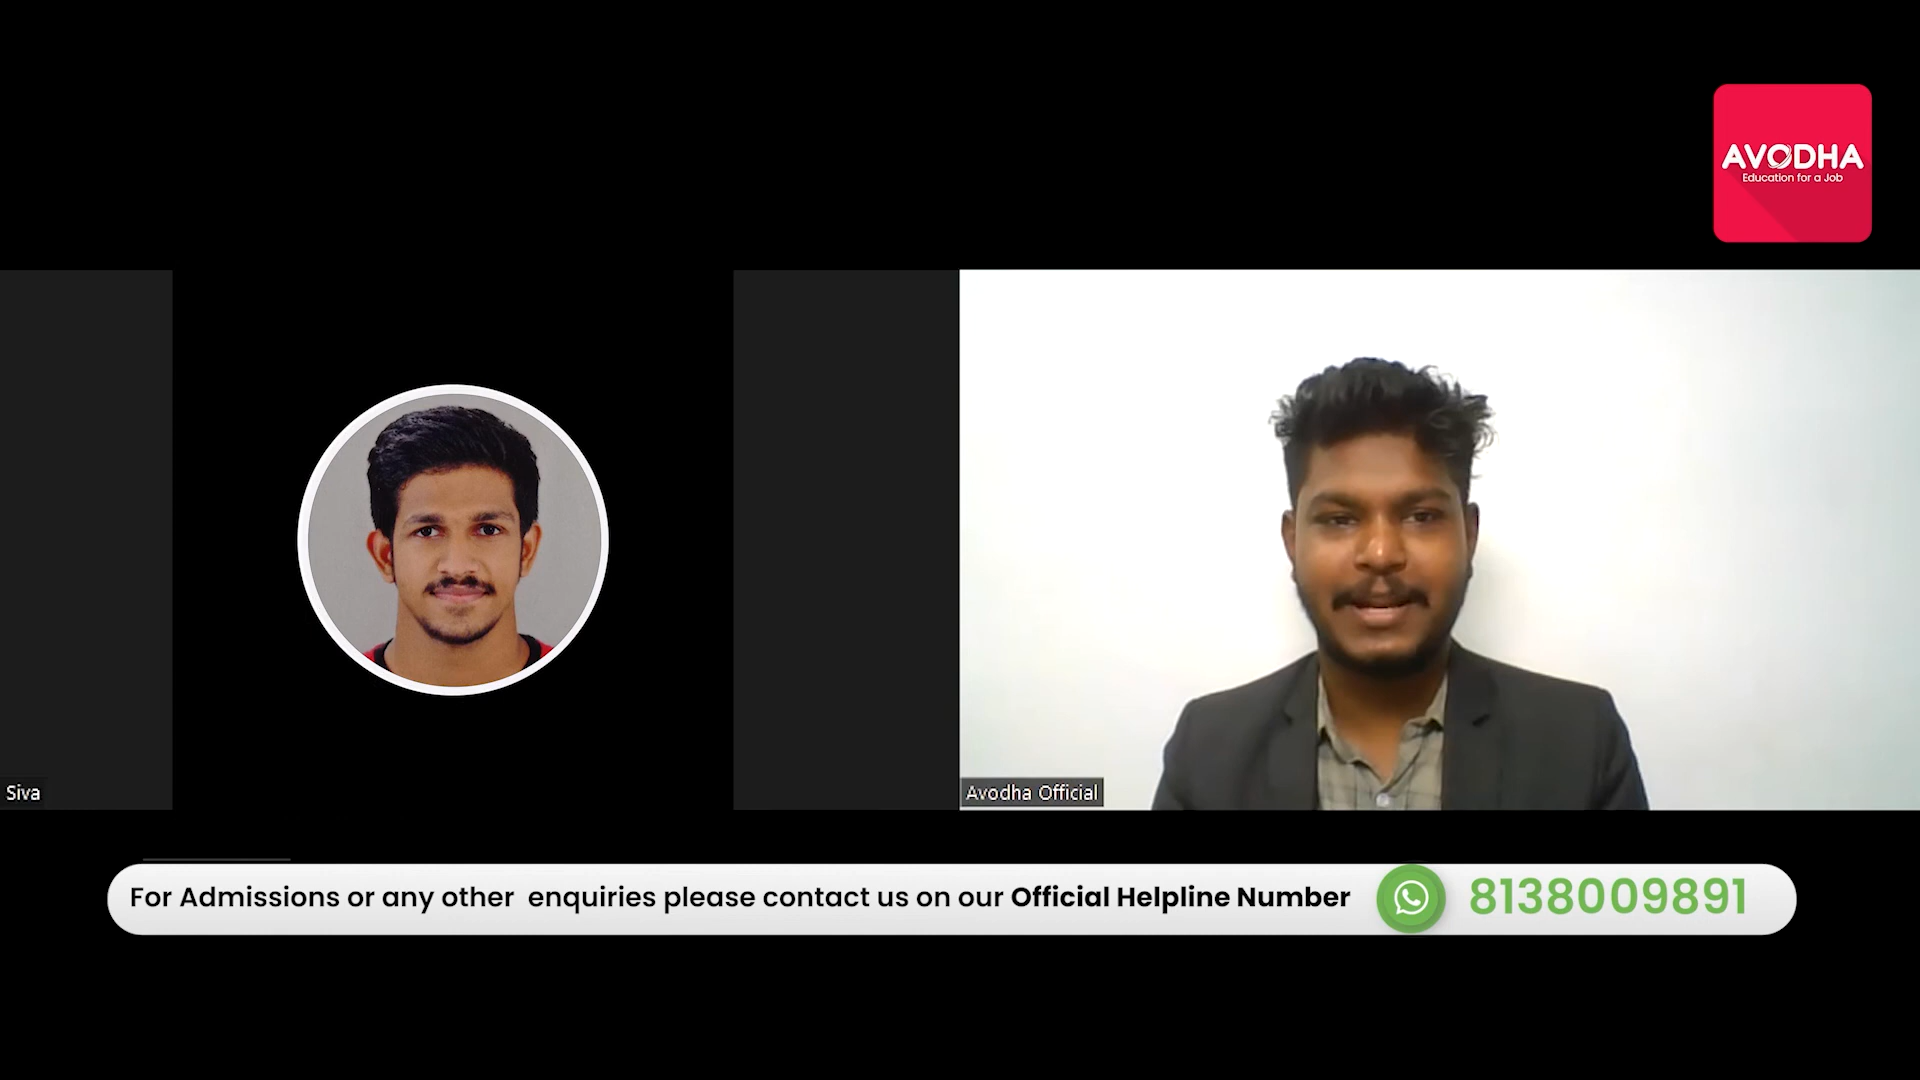 AVODHA
Education for a Job
Siva
Avodha Official
For Admissions or any other enquiries please contact us on our Official Helpline Number 8138009891